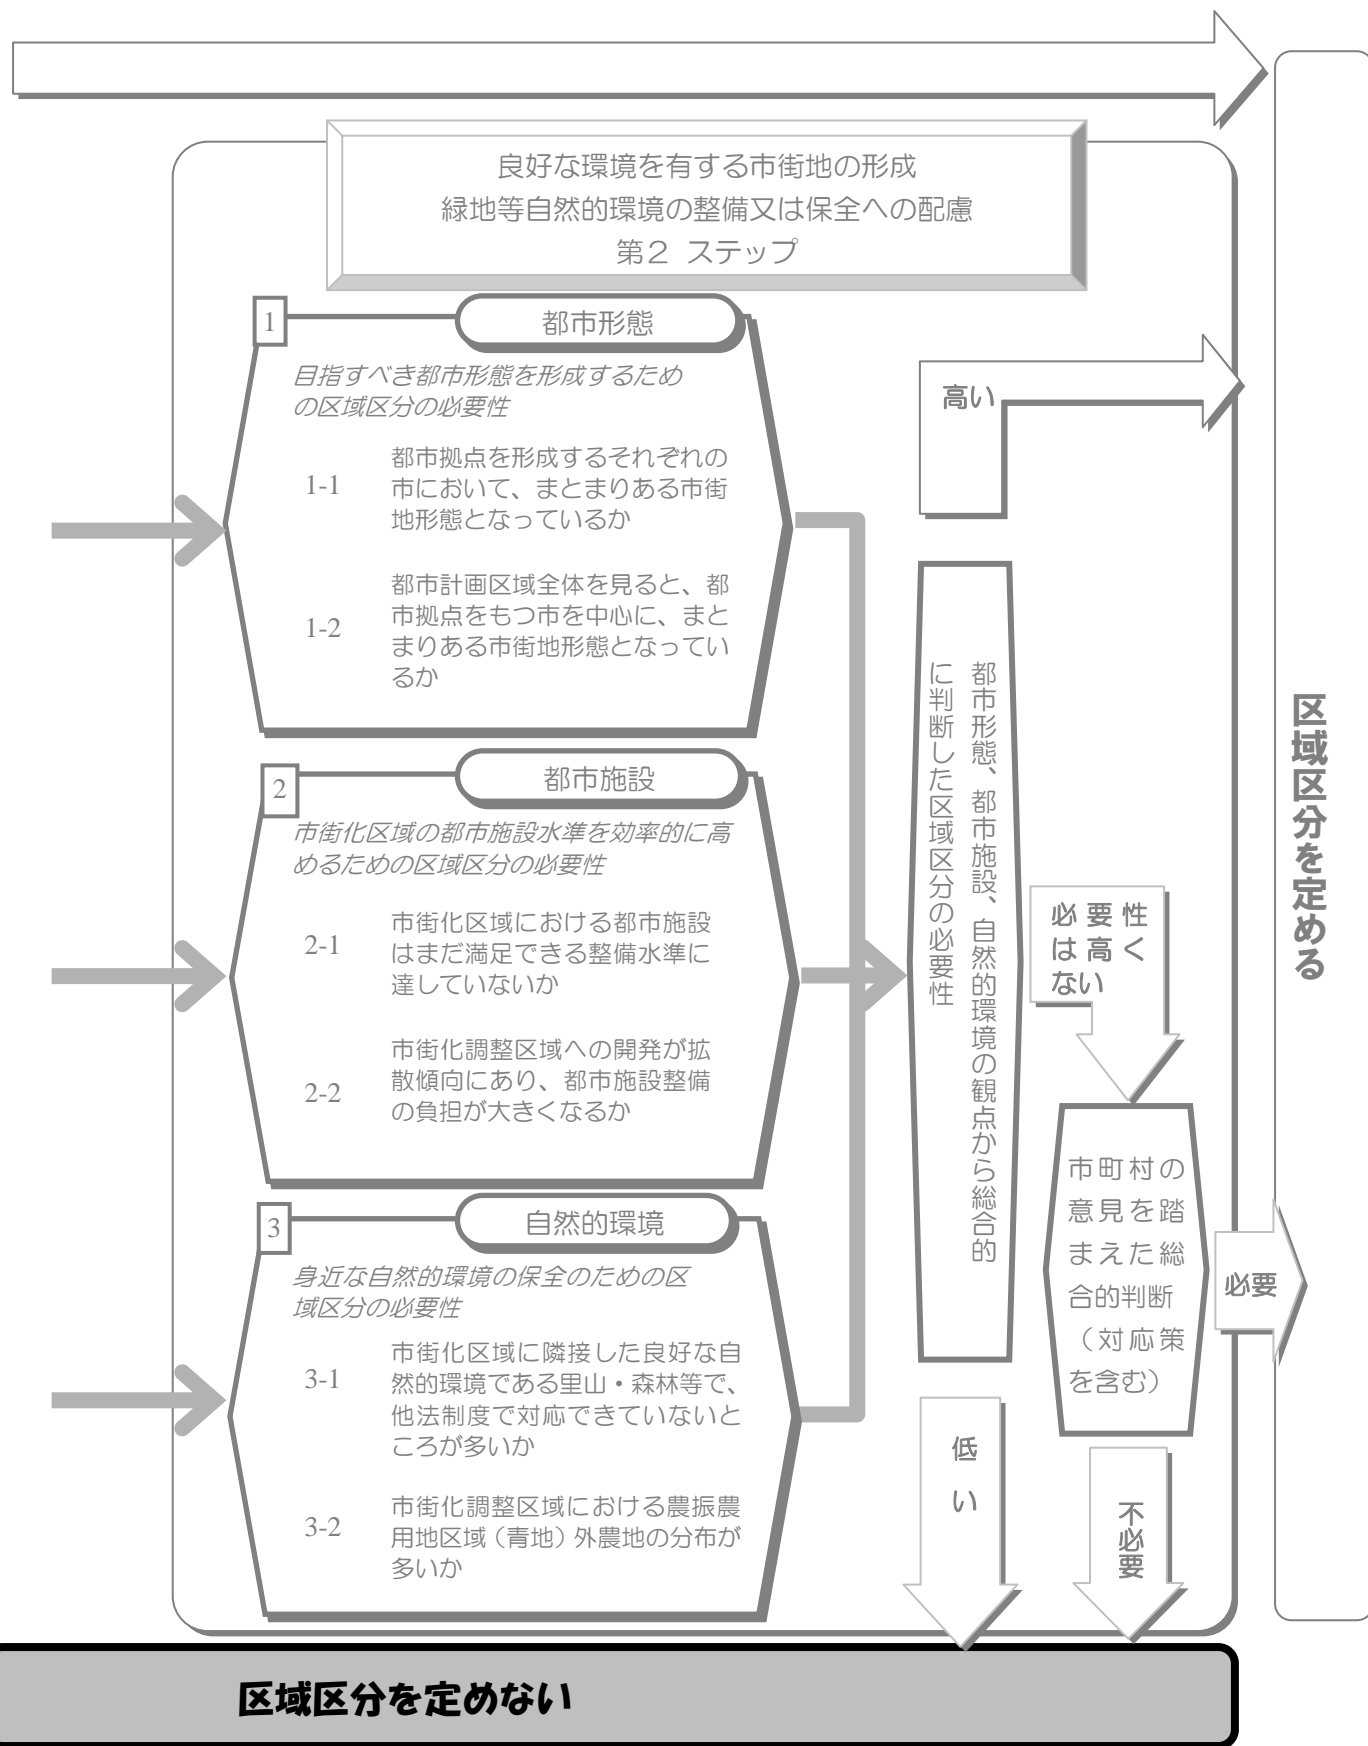 良好な環境を有する市街地の形成
緑地等自然的環境の整備又は保全への配慮
第２ ステップ
1
都市形態
目指すべき都市形態を形成するため
の区域区分の必要性
1-1
都市拠点を形成するそれぞれの
市において、まとまりある市街
地形態となっているか
1-2
都市計画区域全体を見ると、都
市拠点をもつ市を中心に、まと
まりある市街地形態となってい
るか
2
都市施設
市街化区域の都市施設水準を効率的に高
めるための区域区分の必要性
2-1
市街化区域における都市施設
はまだ満足できる整備水準に
達していないか
2-2
市街化調整区域への開発が拡
散傾向にあり、都市施設整備
の負担が大きくなるか
3
自然的環境
身近な自然的環境の保全のための区
域区分の必要性
3-1
市街化区域に隣接した良好な自
然的環境である里山・森林等で、
他法制度で対応できていないと
ころが多いか
3-2
市街化調整区域における農振農
用地区域（青地）外農地の分布が
多いか
高い
都市形態、都市施設、自然的環境の観点から総合的
に判断した区域区分の必要性
必要性
は高く
ない
市町村の
意見を踏
まえた総
合的判断
（対応策
を含む）
必要
低い
不必要
区域区分を定める
区域区分を定めない